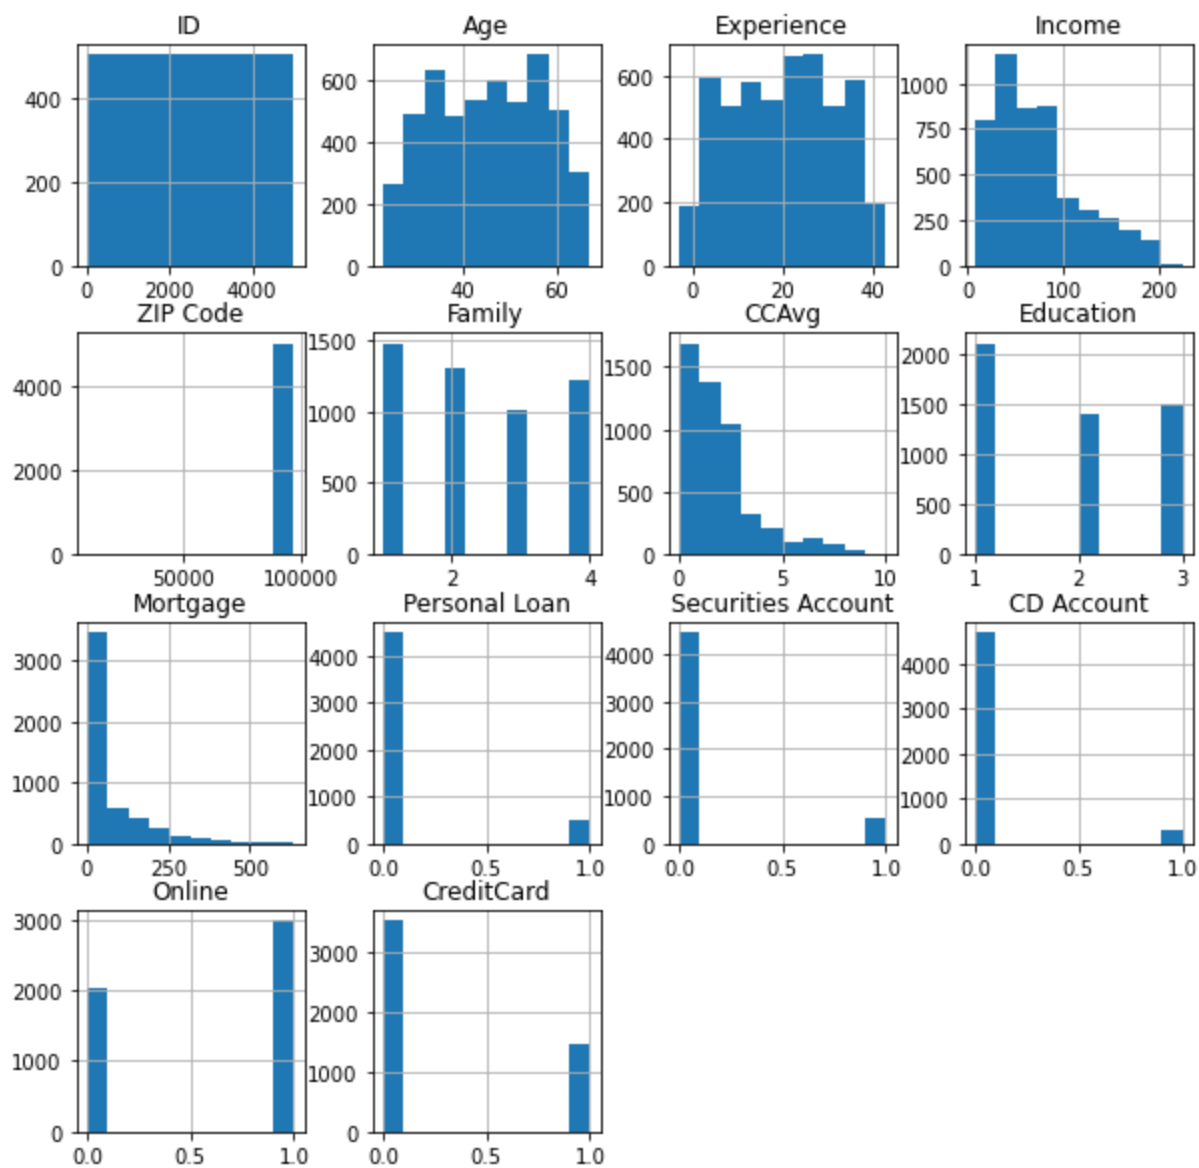 ID Age Experience Income
400 200 0
600 400 200 0
600 400 200 0
1000 750 500 250 0
0 2000 4000
40 60
0 20 40
0 100 200
ZIP Code Family CCAvg Education
4000 2000 0
1500 1000 500 0
1500 1000 500 0
2000 1500 1000 500 0
50000 100000
2 4
0 5 10
1 2 3
Mortgage Personal Loan Securities Account CD Account
3000 2000 1000 0
4000 3000 2000 1000 0
4000 3000 2000 1000 0
4000 3000 2000 1000 0
0 250 500
0.0 0.5 1.0
0.0 0.5 1.0
0.0 0.5 1.0
Online CreditCard
3000 2000 1000 0
3000 2000 1000 0
0.0 0.5 1.0
0.0 0.5 1.0